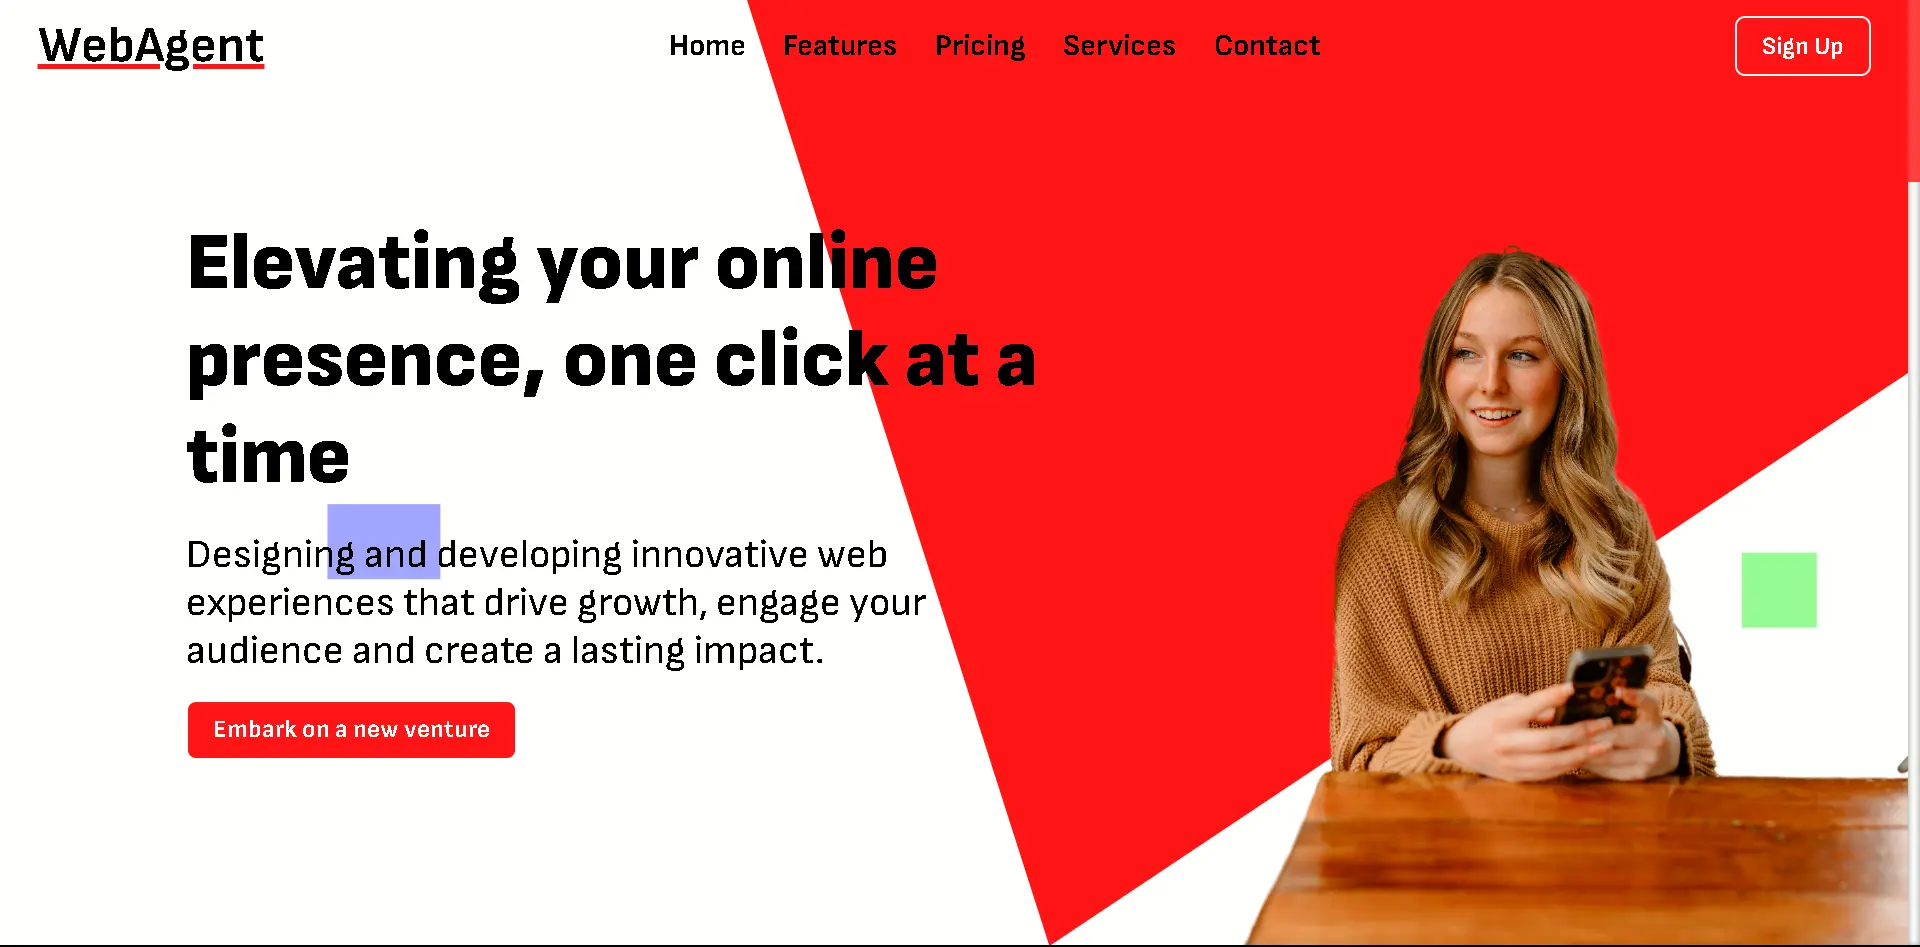 WebAgent
Home Features Pricing Services Contact
Sign Up
Elevating your online
presence, one click at a
time
Designing and developing innovative web
experiences that drive growth, engage your
audience and create a lasting impact.
Embark on a new venture